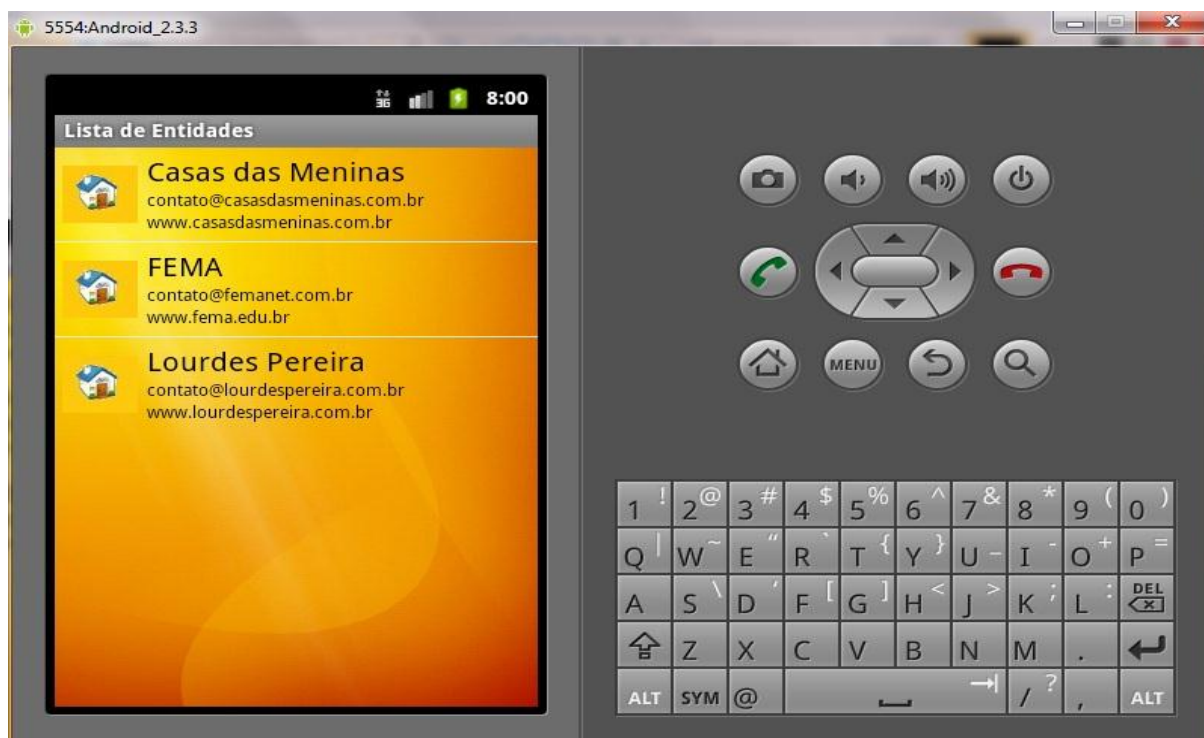 5554:Android_2.3.3
3G 8:00
Lista de Entidades
Casas das Meninas
contato@casasdasmeninas.com.br
www.casasdasmeninas.com.br
FEMA
contato@femanet.com.br
www.fema.edu.br
Lourdes Pereira
contato@lourdespereira.com.br
www.lourdespereira.com.br
MENU
1 ! 2 @ 3 # 4 $ 5 % 6 ^ 7 & 8 * 9 ( 0 )
Q | W ~ E " R ` T { Y } U _ I - O + P =
A S \ D ' F [ G ] H < J > K ; L : DEL
Z X C V B N M .
ALT SYM @ / ? , ALT